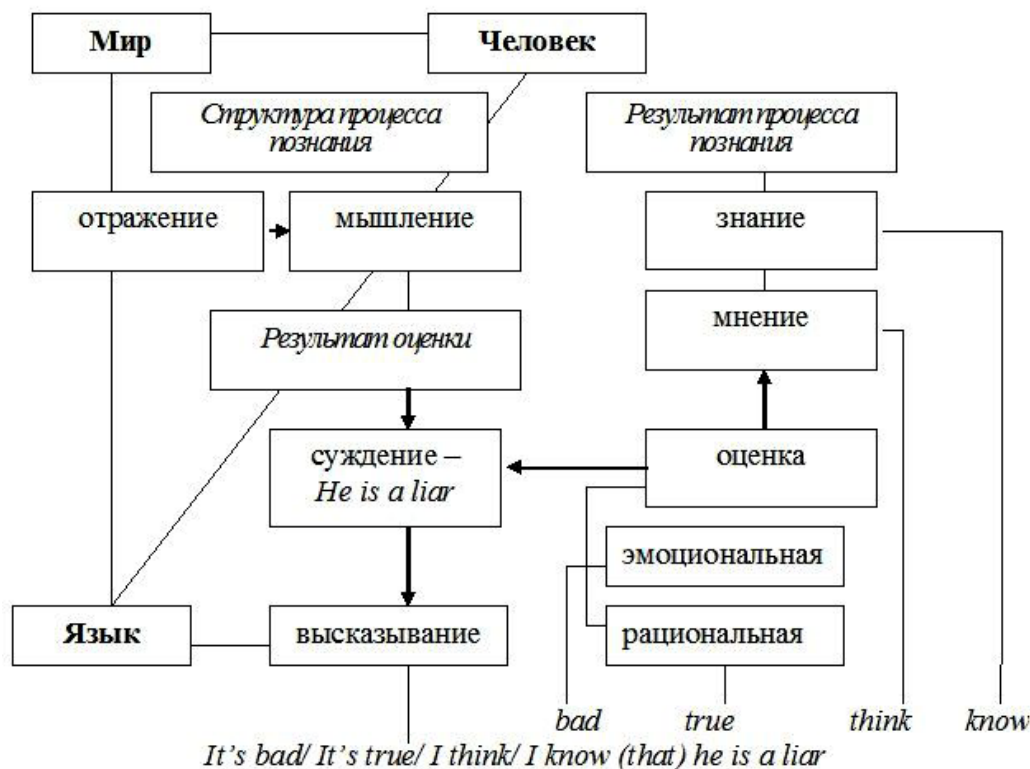 Мир
Человек
Структура процесса
познания
Результат процесса
познания
отражение
мышление
знание
Результат оценки
мнение
суждение –
He is a liar
оценка
эмоциональная
Язык
высказывание
рациональная
bad
true
think
know
It's bad/ It's true/ I think/ I know (that) he is a liar